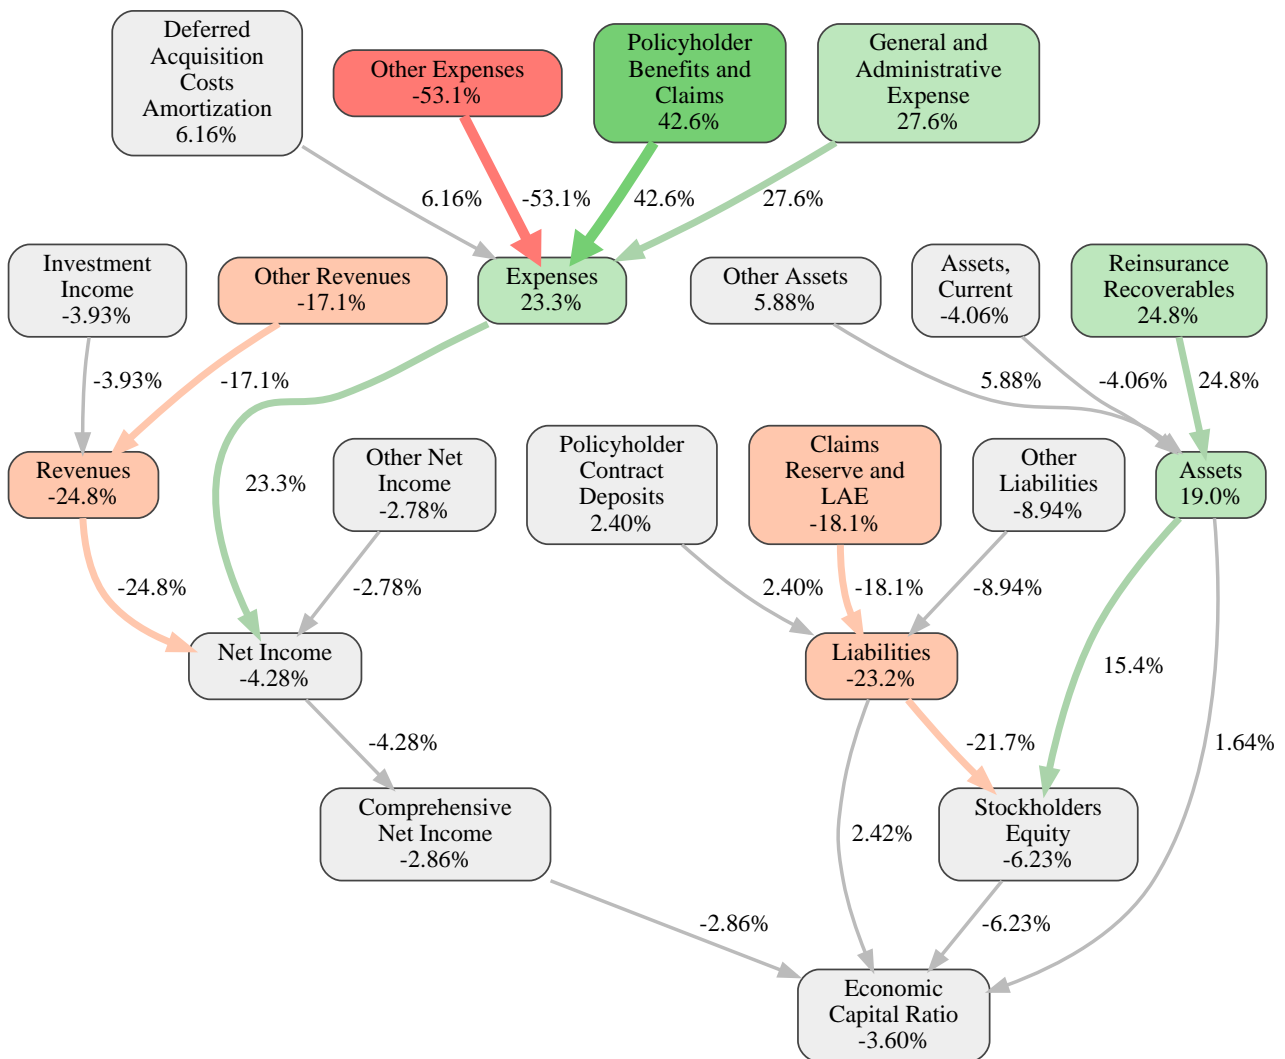 Deferred
Acquisition
Costs
Amortization
6.16%
Other Expenses
-53.1%
Policyholder
Benefits and
Claims
42.6%
General and
Administrative
Expense
27.6%
6.16%
-53.1%
42.6%
27.6%
Investment
Income
-3.93%
Other Revenues
-17.1%
Expenses
23.3%
Other Assets
5.88%
Assets,
Current
-4.06%
Reinsurance
Recoverables
24.8%
-3.93%
-17.1%
5.88%
-4.06%
24.8%
Revenues
-24.8%
23.3%
Other Net
Income
-2.78%
Policyholder
Contract
Deposits
2.40%
Claims
Reserve and
LAE
-18.1%
Other
Liabilities
-8.94%
Assets
19.0%
-24.8%
-2.78%
2.40%
-18.1%
-8.94%
Net Income
-4.28%
Liabilities
-23.2%
15.4%
-4.28%
-21.7%
1.64%
Comprehensive
Net Income
-2.86%
2.42%
Stockholders
Equity
-6.23%
-2.86%
-6.23%
Economic
Capital Ratio
-3.60%